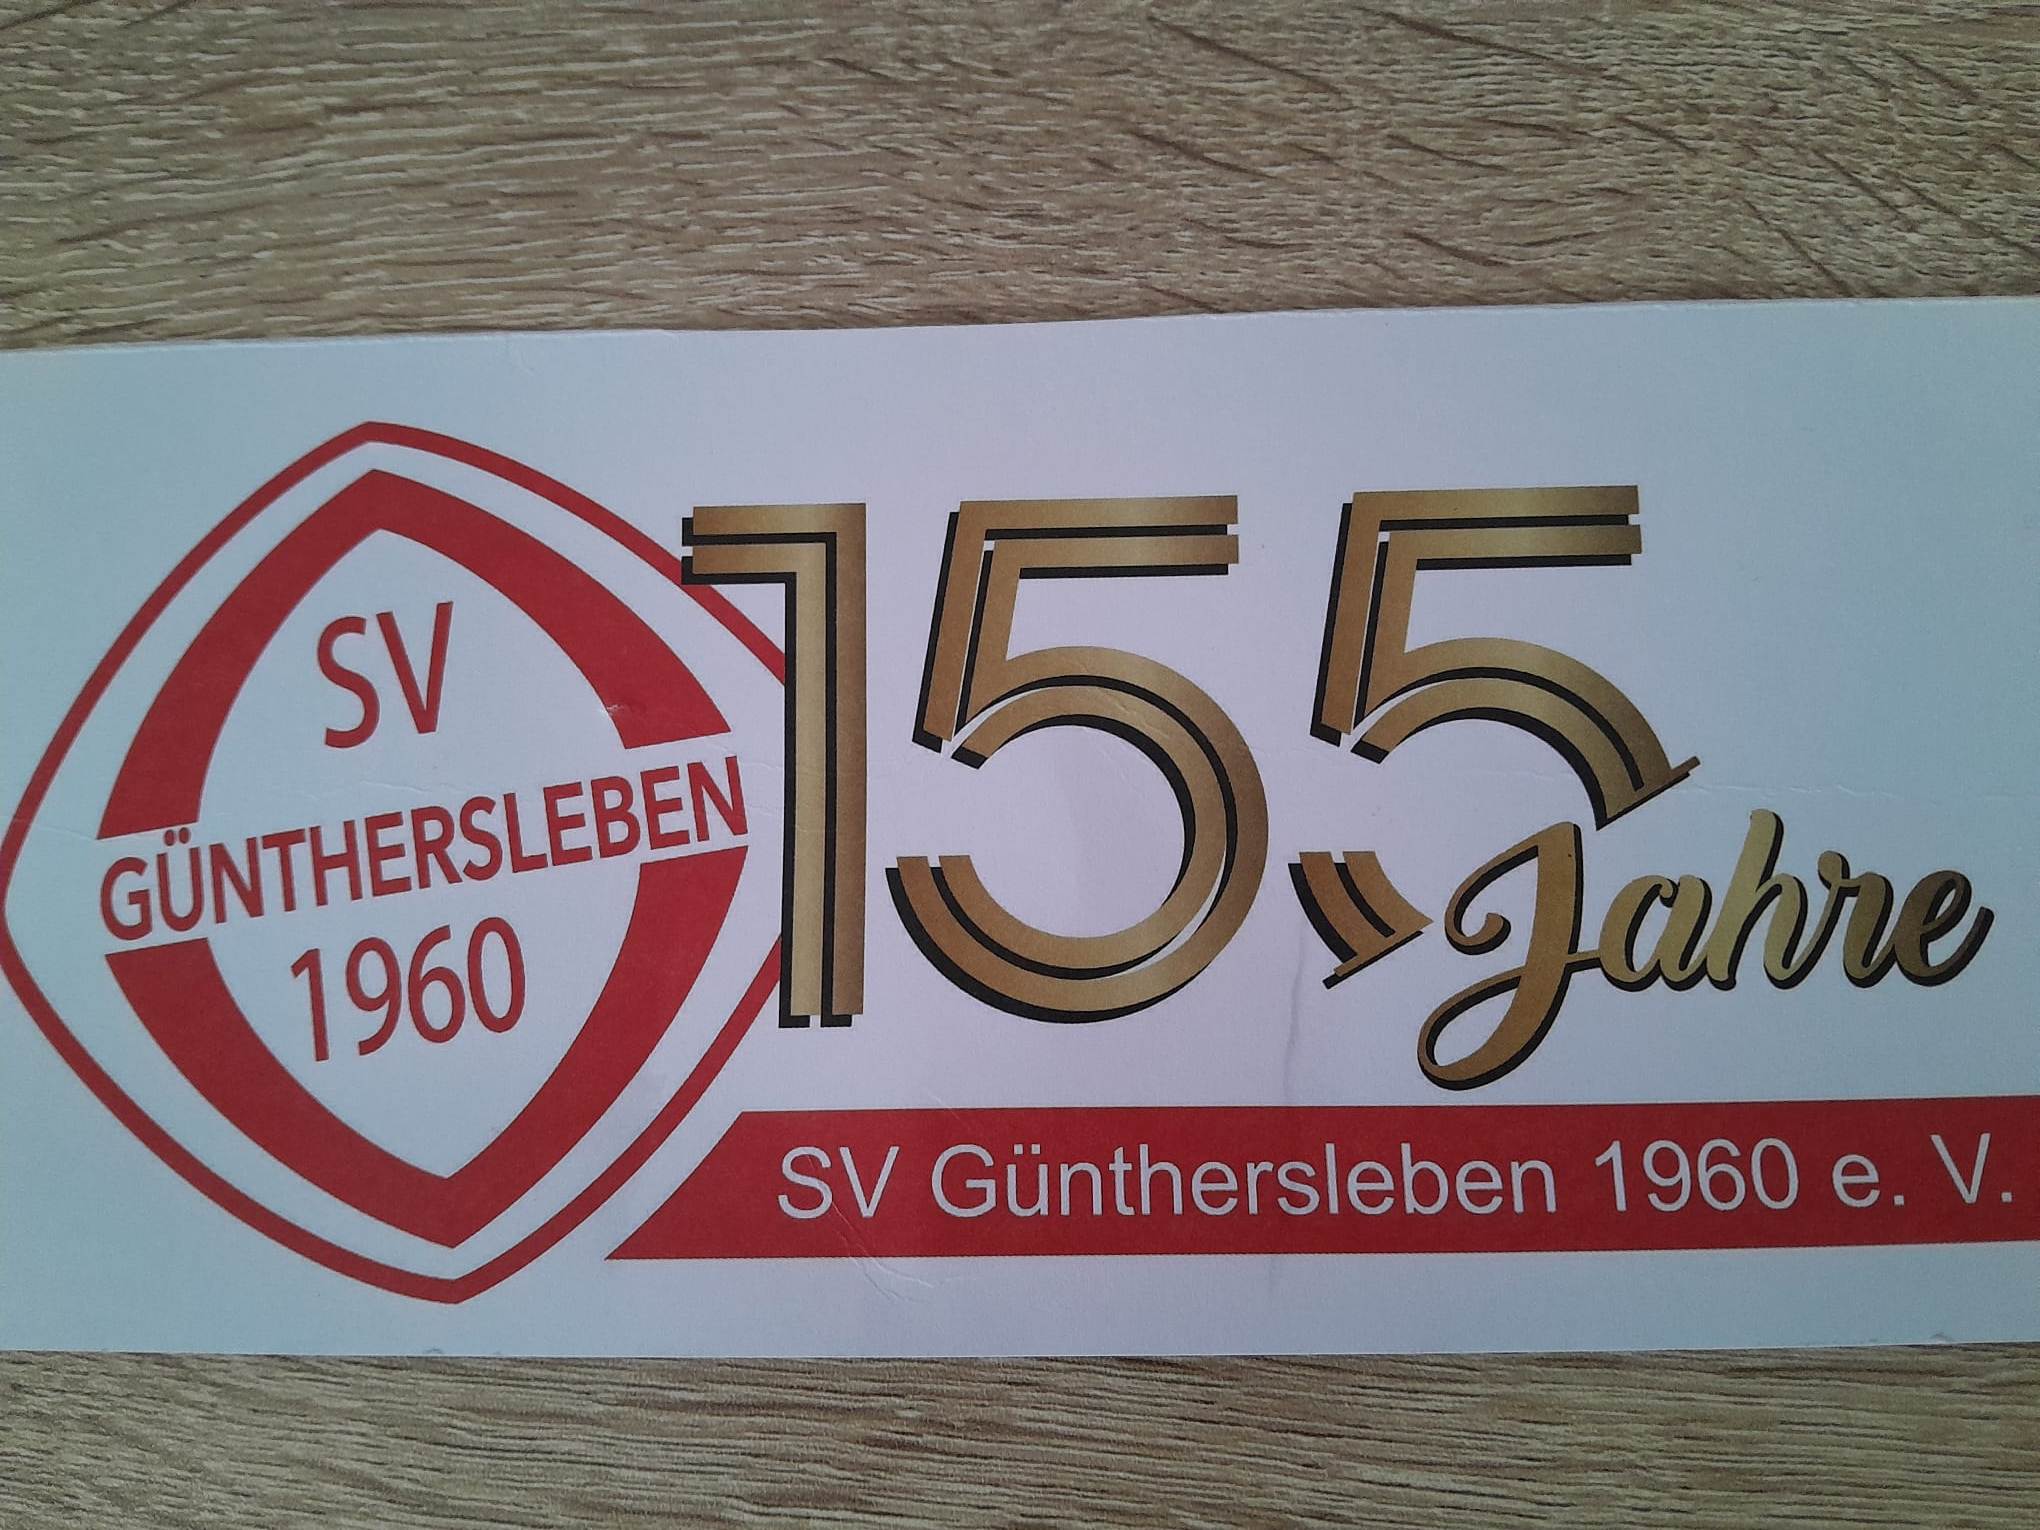 SV
GÜNTHERSLEBEN
1960
155
Jahre
SV Günthersleben 1960 e. V.